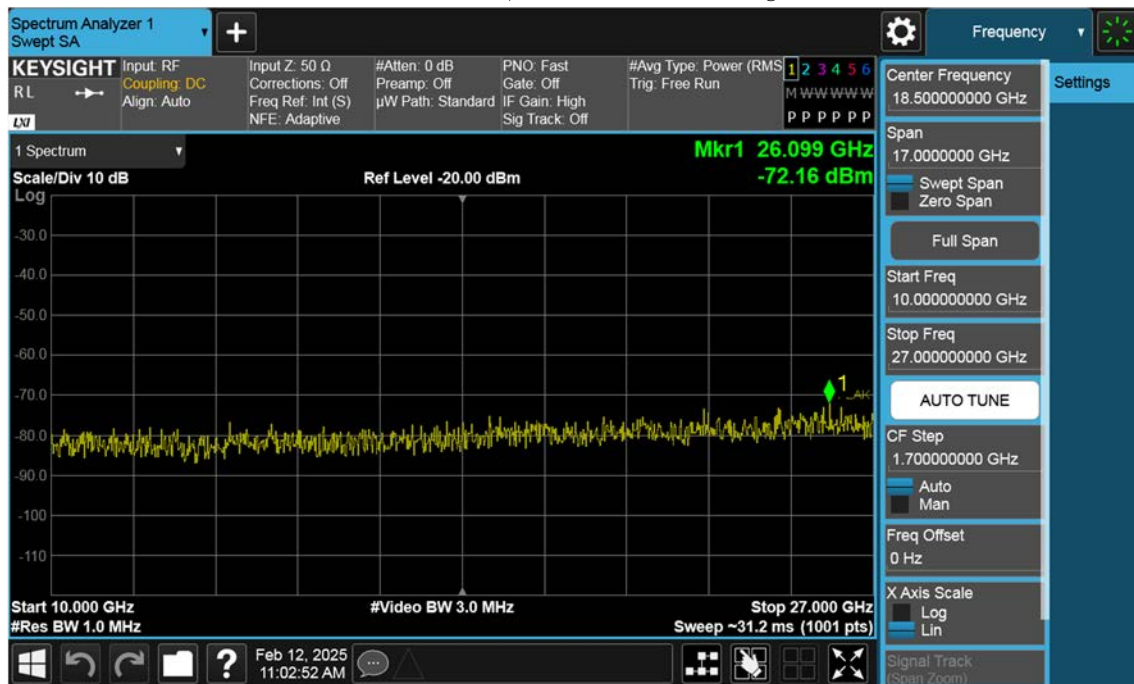 Spectrum Analyzer 1
Swept SA
+
Frequency
KEYSIGHT
RL
LXI
Input: RF
Coupling: DC
Align: Auto
Input Z: 50 Ω
Corrections: Off
Freq Ref: Int (S)
NFE: Adaptive
#Atten: 0 dB
Preamp: Off
µW Path: Standard
PNO: Fast
Gate: Off
IF Gain: High
Sig Track: Off
#Avg Type: Power (RMS
Trig: Free Run
1 2 3 4 5 6
M W W W W W
P P P P P P
Center Frequency
18.500000000 GHz
Settings
Span
17.0000000 GHz
Swept Span
Zero Span
Full Span
Start Freq
10.000000000 GHz
Stop Freq
27.000000000 GHz
AUTO TUNE
CF Step
1.700000000 GHz
Auto
Man
Freq Offset
0 Hz
X Axis Scale
Log
Lin
Signal Track
(Span Zoom)
1 Spectrum
Mkr1 26.099 GHz
Scale/Div 10 dB
Ref Level -20.00 dBm
-72.16 dBm
Log
-30.0
-40.0
-50.0
-60.0
-70.0
1
-80.0
-90.0
-100
-110
Start 10.000 GHz
#Video BW 3.0 MHz
Stop 27.000 GHz
#Res BW 1.0 MHz
Sweep ~31.2 ms (1001 pts)
?
Feb 12, 2025
11:02:52 AM